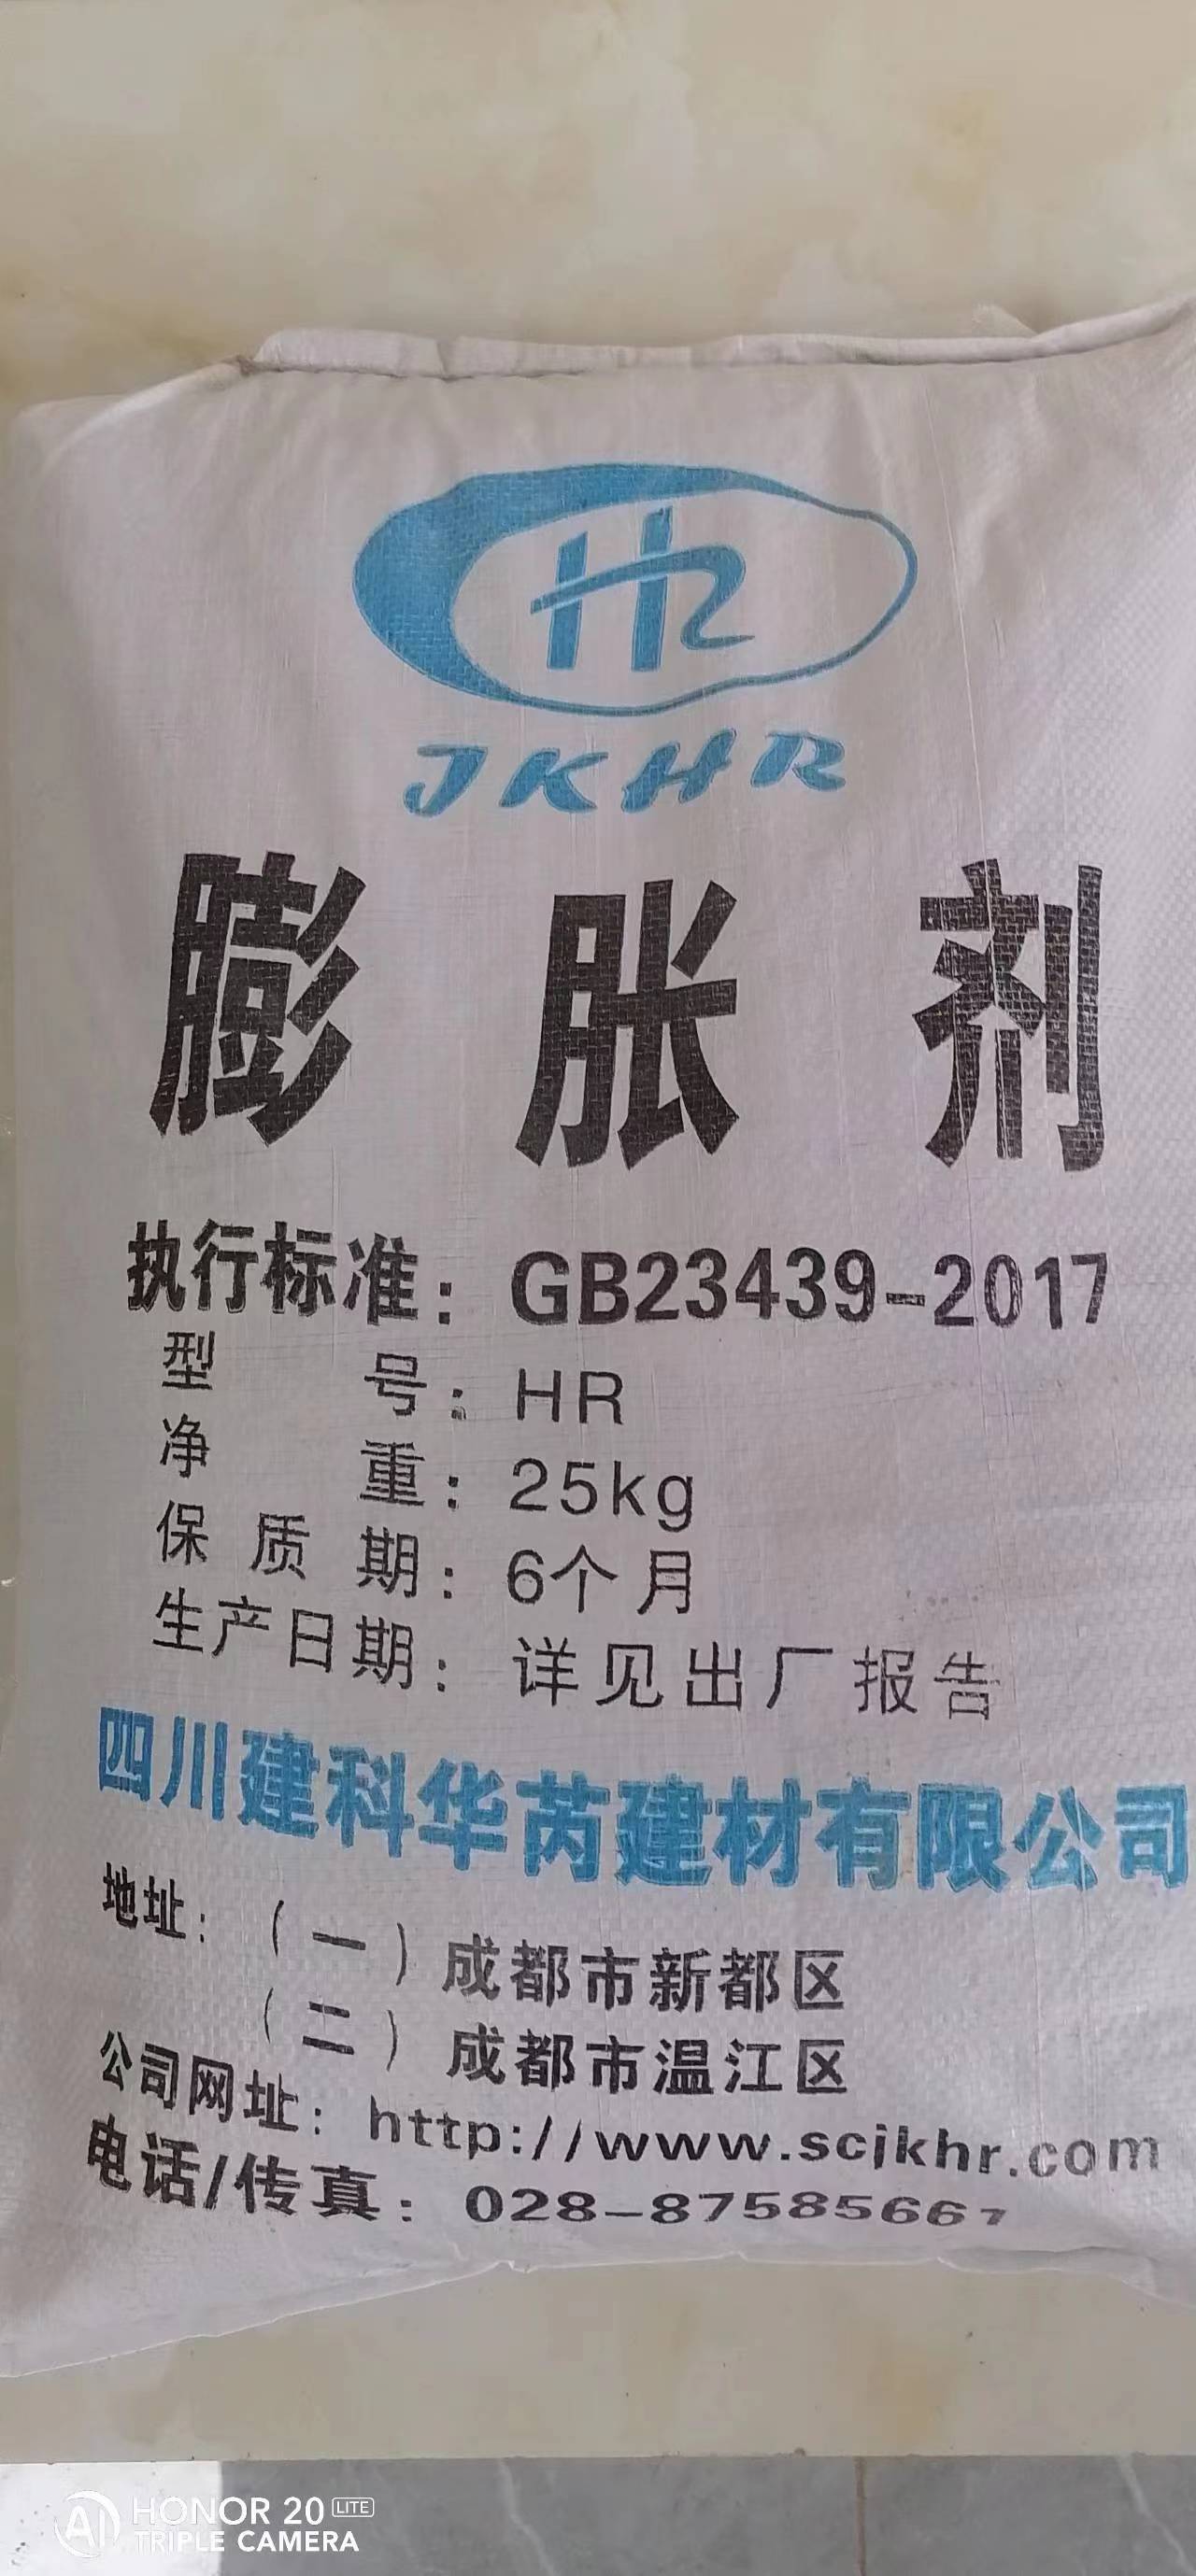 HR
JKHR
膨胀剂
执行标准：GB23439-2017
型号：HR
净重：25kg
保质期：6个月
生产日期：详见出厂报告
四川建科华芮建材有限公司
地址：（一）成都市新都区
（二）成都市温江区
公司网址：http://www.scjkhr.com
电话/传真：028-87585667
AI HONOR 20 LITE
TRIPLE CAMERA